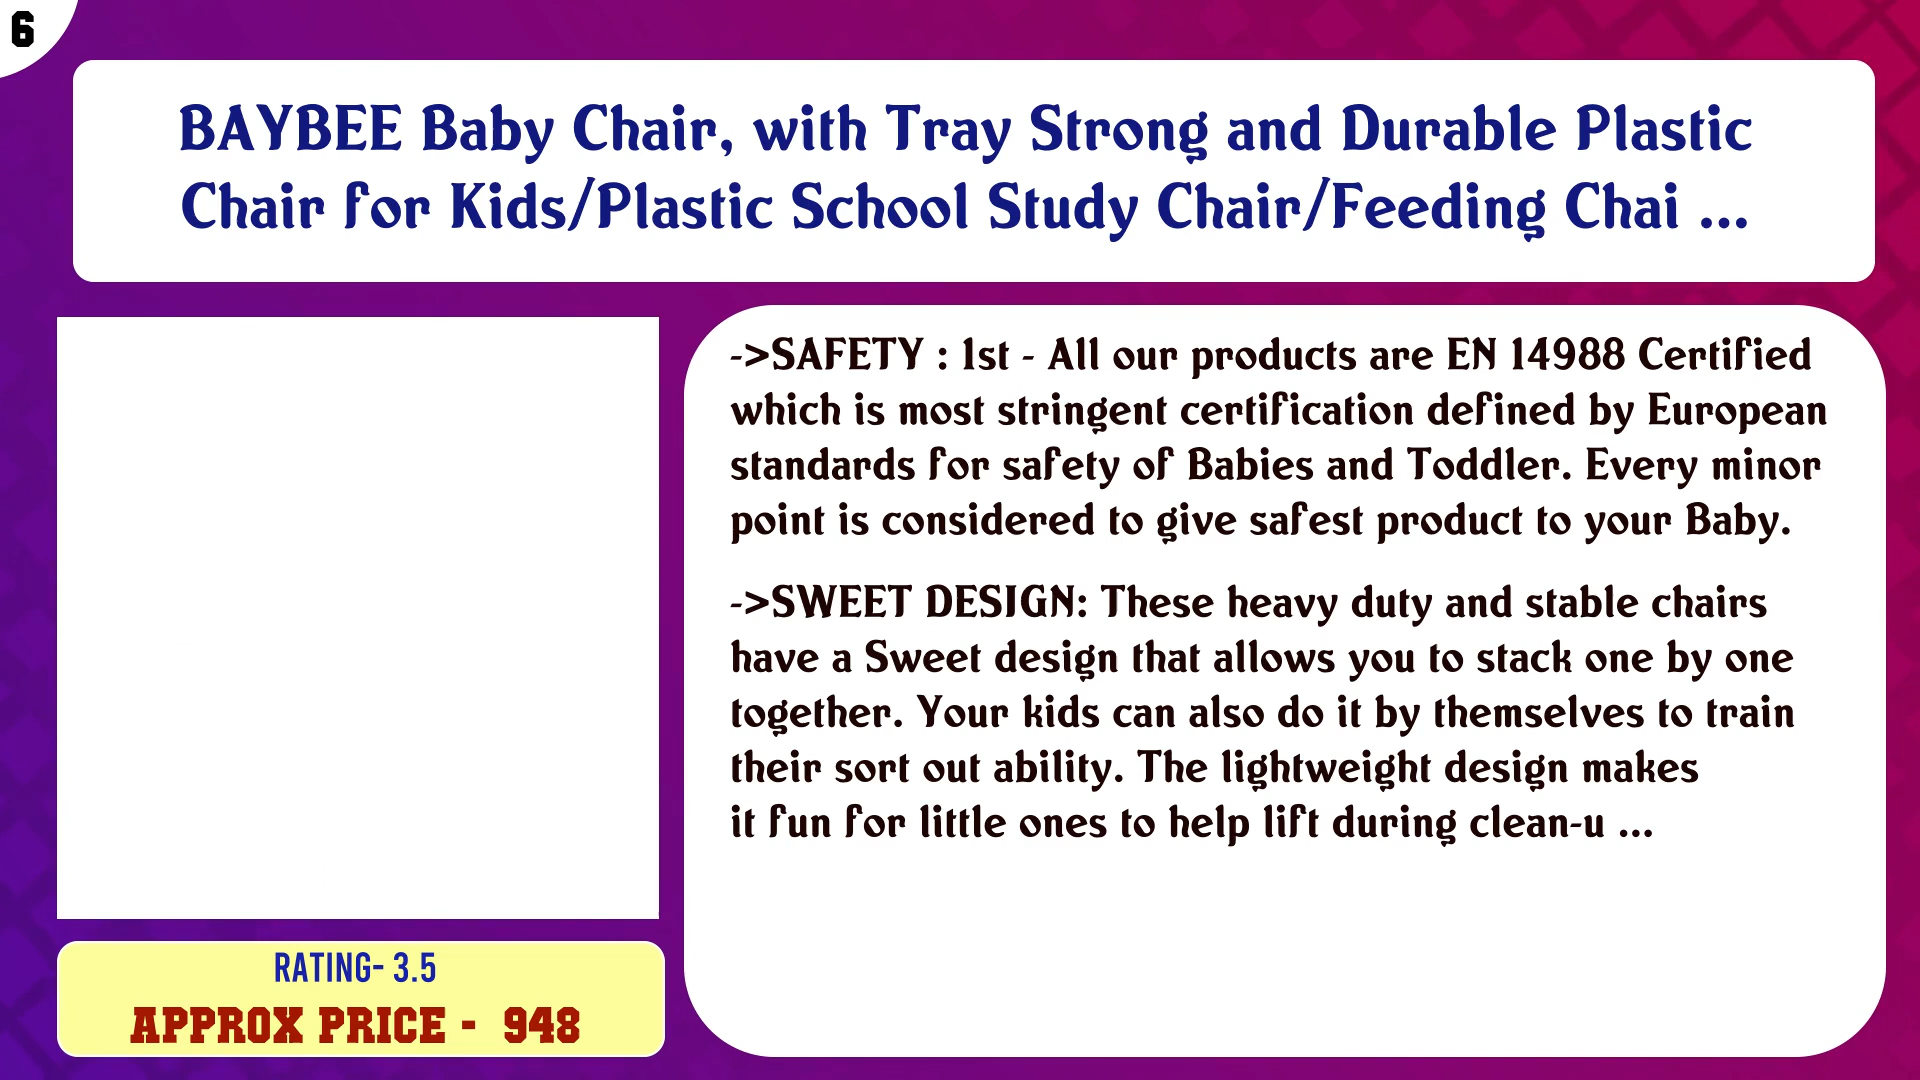 6
BAYBEE Baby Chair, with Tray Strong and Durable Plastic
Chair for Kids/Plastic School Study Chair/Feeding Chai ...
->SAFETY : 1st - All our products are EN 14988 Certified
which is most stringent certification defined by European
standards for safety of Babies and Toddler. Every minor
point is considered to give safest product to your Baby.
->SWEET DESIGN: These heavy duty and stable chairs
have a Sweet design that allows you to stack one by one
together. Your kids can also do it by themselves to train
their sort out ability. The lightweight design makes
it fun for little ones to help lift during clean-u ...
RATING- 3.5
APPROX PRICE - 948